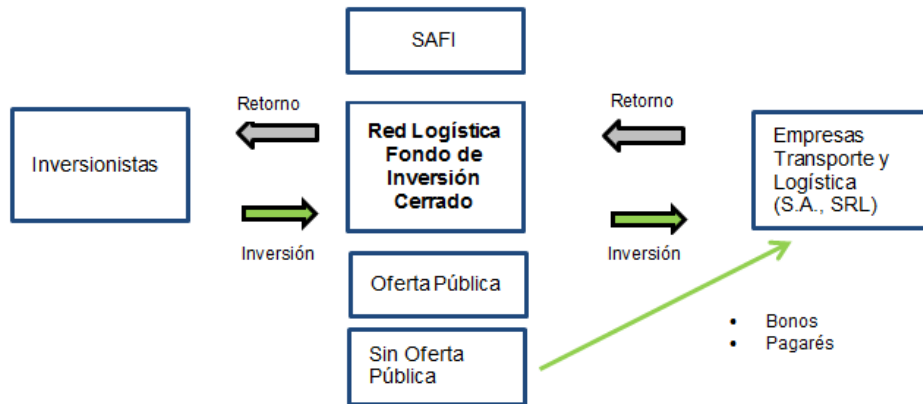 SAFI
Retorno
Retorno
Inversionistas
Red Logística
Fondo de
Inversión
Cerrado
Empresas
Transporte y
Logística
(S.A., SRL)
Inversión
Inversión
Oferta Pública
Sin Oferta
Pública
• Bonos
• Pagarés